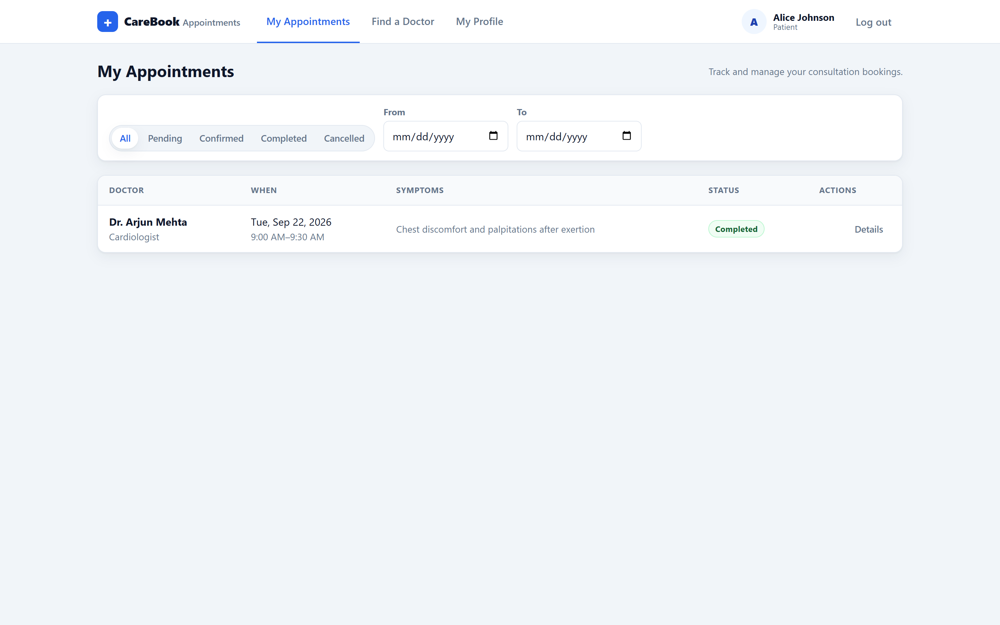 + CareBook Appointments My Appointments Find a Doctor My Profile A Alice Johnson Log out
Patient
My Appointments Track and manage your consultation bookings.
From To
All Pending Confirmed Completed Cancelled mm/dd/yyyy mm/dd/yyyy
DOCTOR WHEN SYMPTOMS STATUS ACTIONS
Dr. Arjun Mehta Tue, Sep 22, 2026 Chest discomfort and palpitations after exertion Completed Details
Cardiologist 9:00 AM–9:30 AM